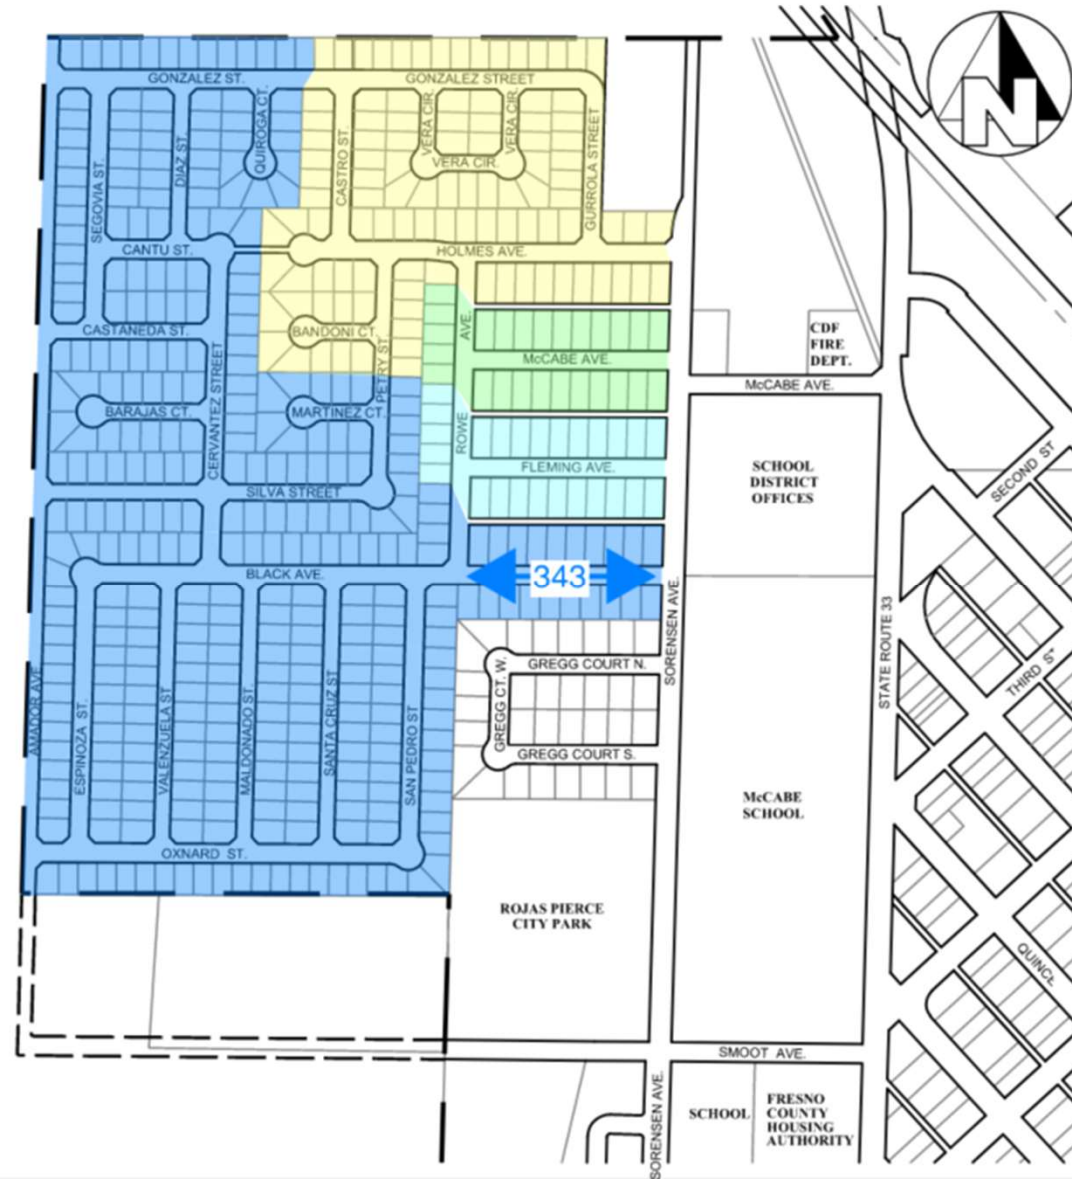 N
GONZALEZ ST.
GONZALEZ STREET
QUIROGA CT.
VERA CIR.
VERA CIR.
VERA CIR.
DIAZ ST.
SEGOVIA ST.
CASTRO ST.
GURROLA STREET
CANTU ST.
HOLMES AVE.
CASTANEDA ST.
BANDONI CT.
PETRY ST.
AVE.
McCABE AVE.
CDF
FIRE
DEPT.
McCABE AVE.
CERVANTEZ STREET
BARAJAS CT.
MARTINEZ CT.
ROWE
FLEMING AVE.
SILVA STREET
SCHOOL
DISTRICT
OFFICES
SECOND ST
BLACK AVE.
343
SORENSEN AVE.
STATE ROUTE 33
GREGG COURT N.
GREGG CT. W.
GREGG COURT S.
THIRD ST
AMADOR AVE
ESPINOZA ST.
VALENZUELA ST
MALDONADO ST.
SANTA CRUZ ST
SAN PEDRO ST
OXNARD ST.
McCABE
SCHOOL
ROJAS PIERCE
CITY PARK
QUINCE
SMOOT AVE.
SORENSEN AVE.
SCHOOL
FRESNO
COUNTY
HOUSING
AUTHORITY